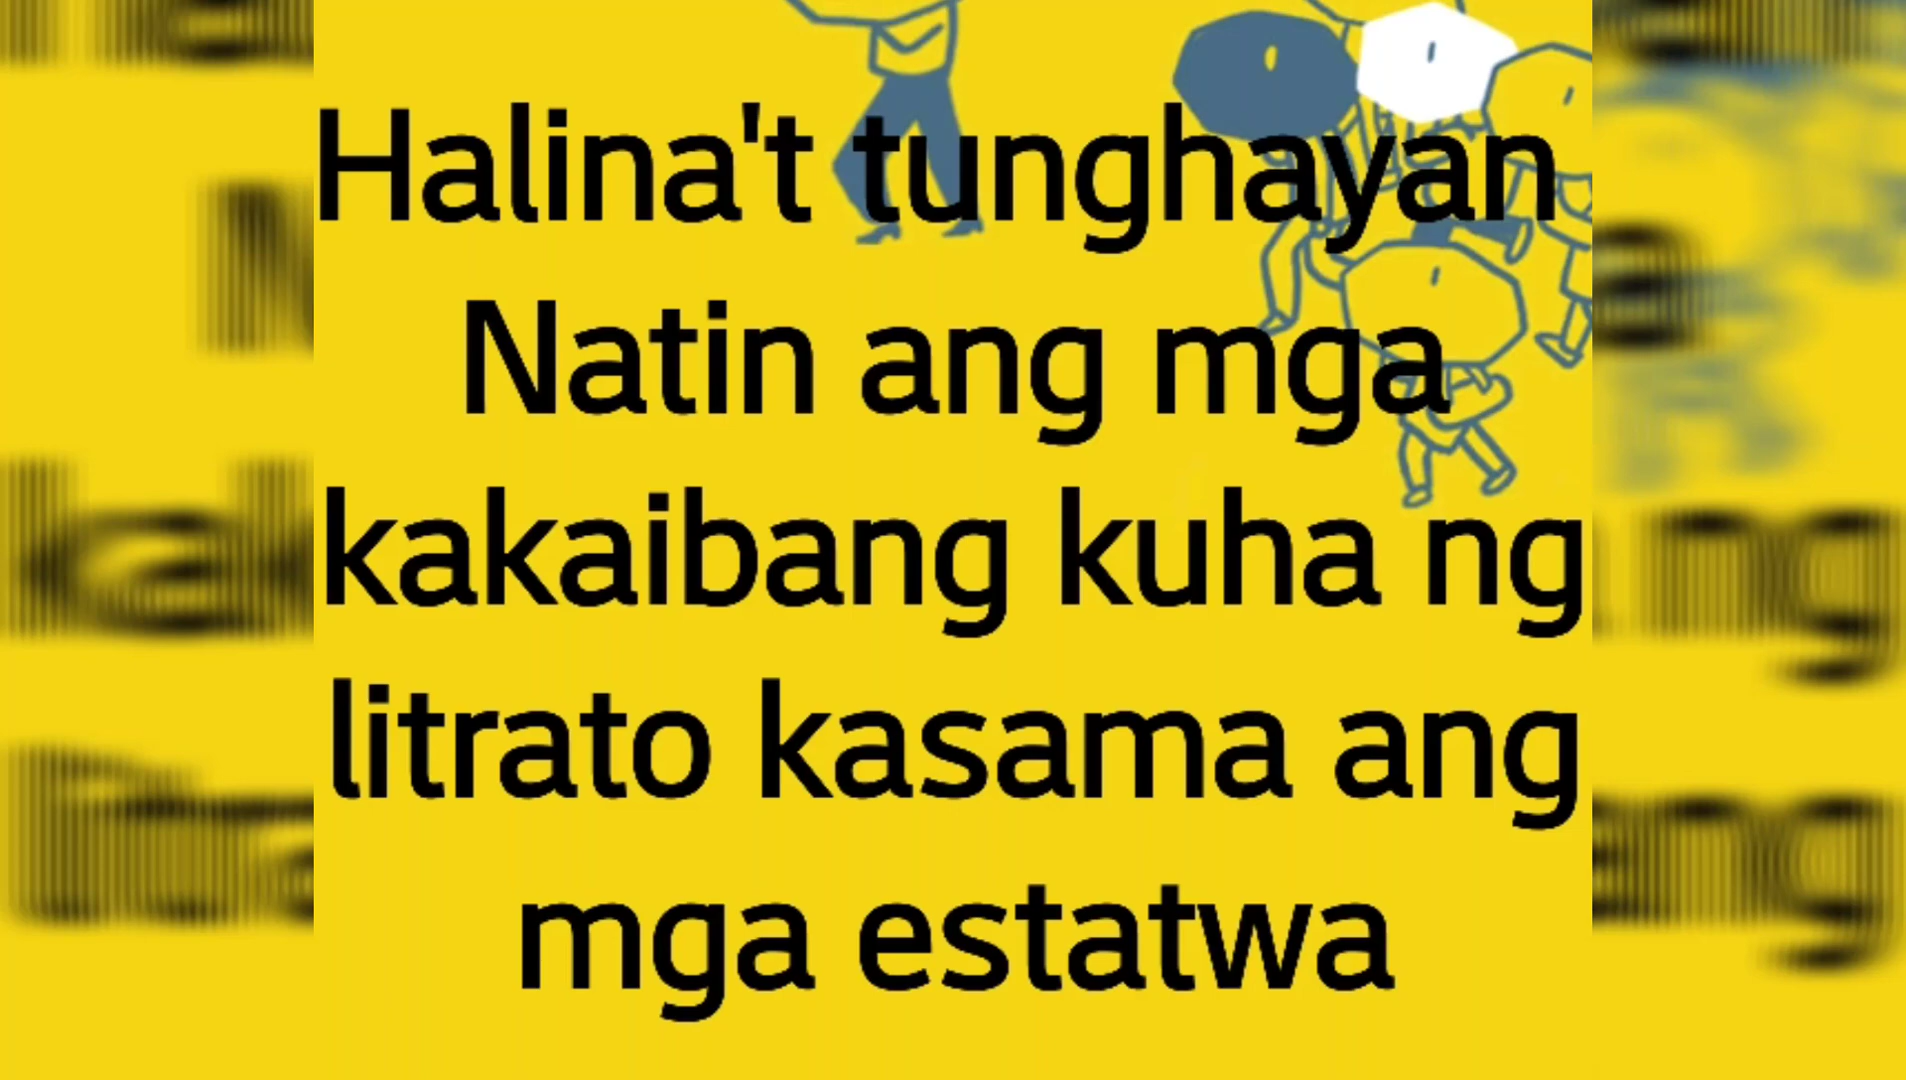 Halina't tunghayan
Natin ang mga
kakaibang kuha ng
litrato kasama ang
mga estatwa